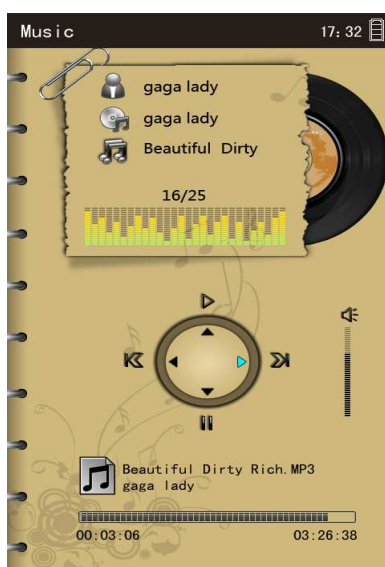 Music 17:32
gaga lady
gaga lady
Beautiful Dirty
16/25
Beautiful Dirty Rich.MP3
gaga lady
00:03:06 03:26:38